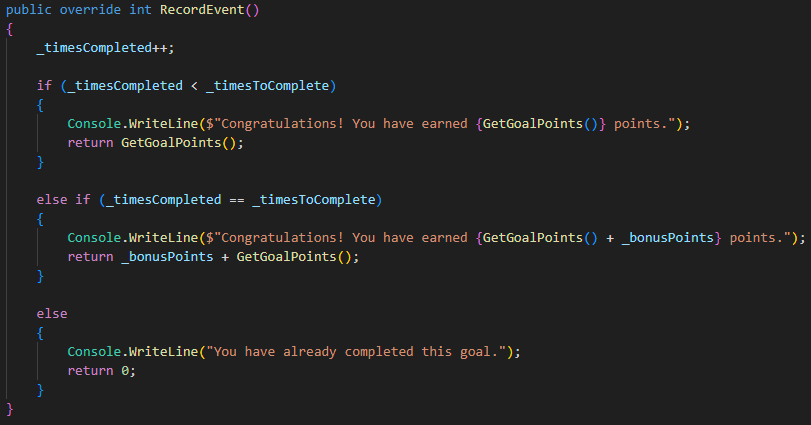 public override int RecordEvent()
{
    _timesCompleted++;

    if (_timesCompleted < _timesToComplete)
    {
        Console.WriteLine($"Congratulations! You have earned {GetGoalPoints()} points.");
        return GetGoalPoints();
    }

    else if (_timesCompleted == _timesToComplete)
    {
        Console.WriteLine($"Congratulations! You have earned {GetGoalPoints() + _bonusPoints} points.");
        return _bonusPoints + GetGoalPoints();
    }

    else
    {
        Console.WriteLine("You have already completed this goal.");
        return 0;
    }
}